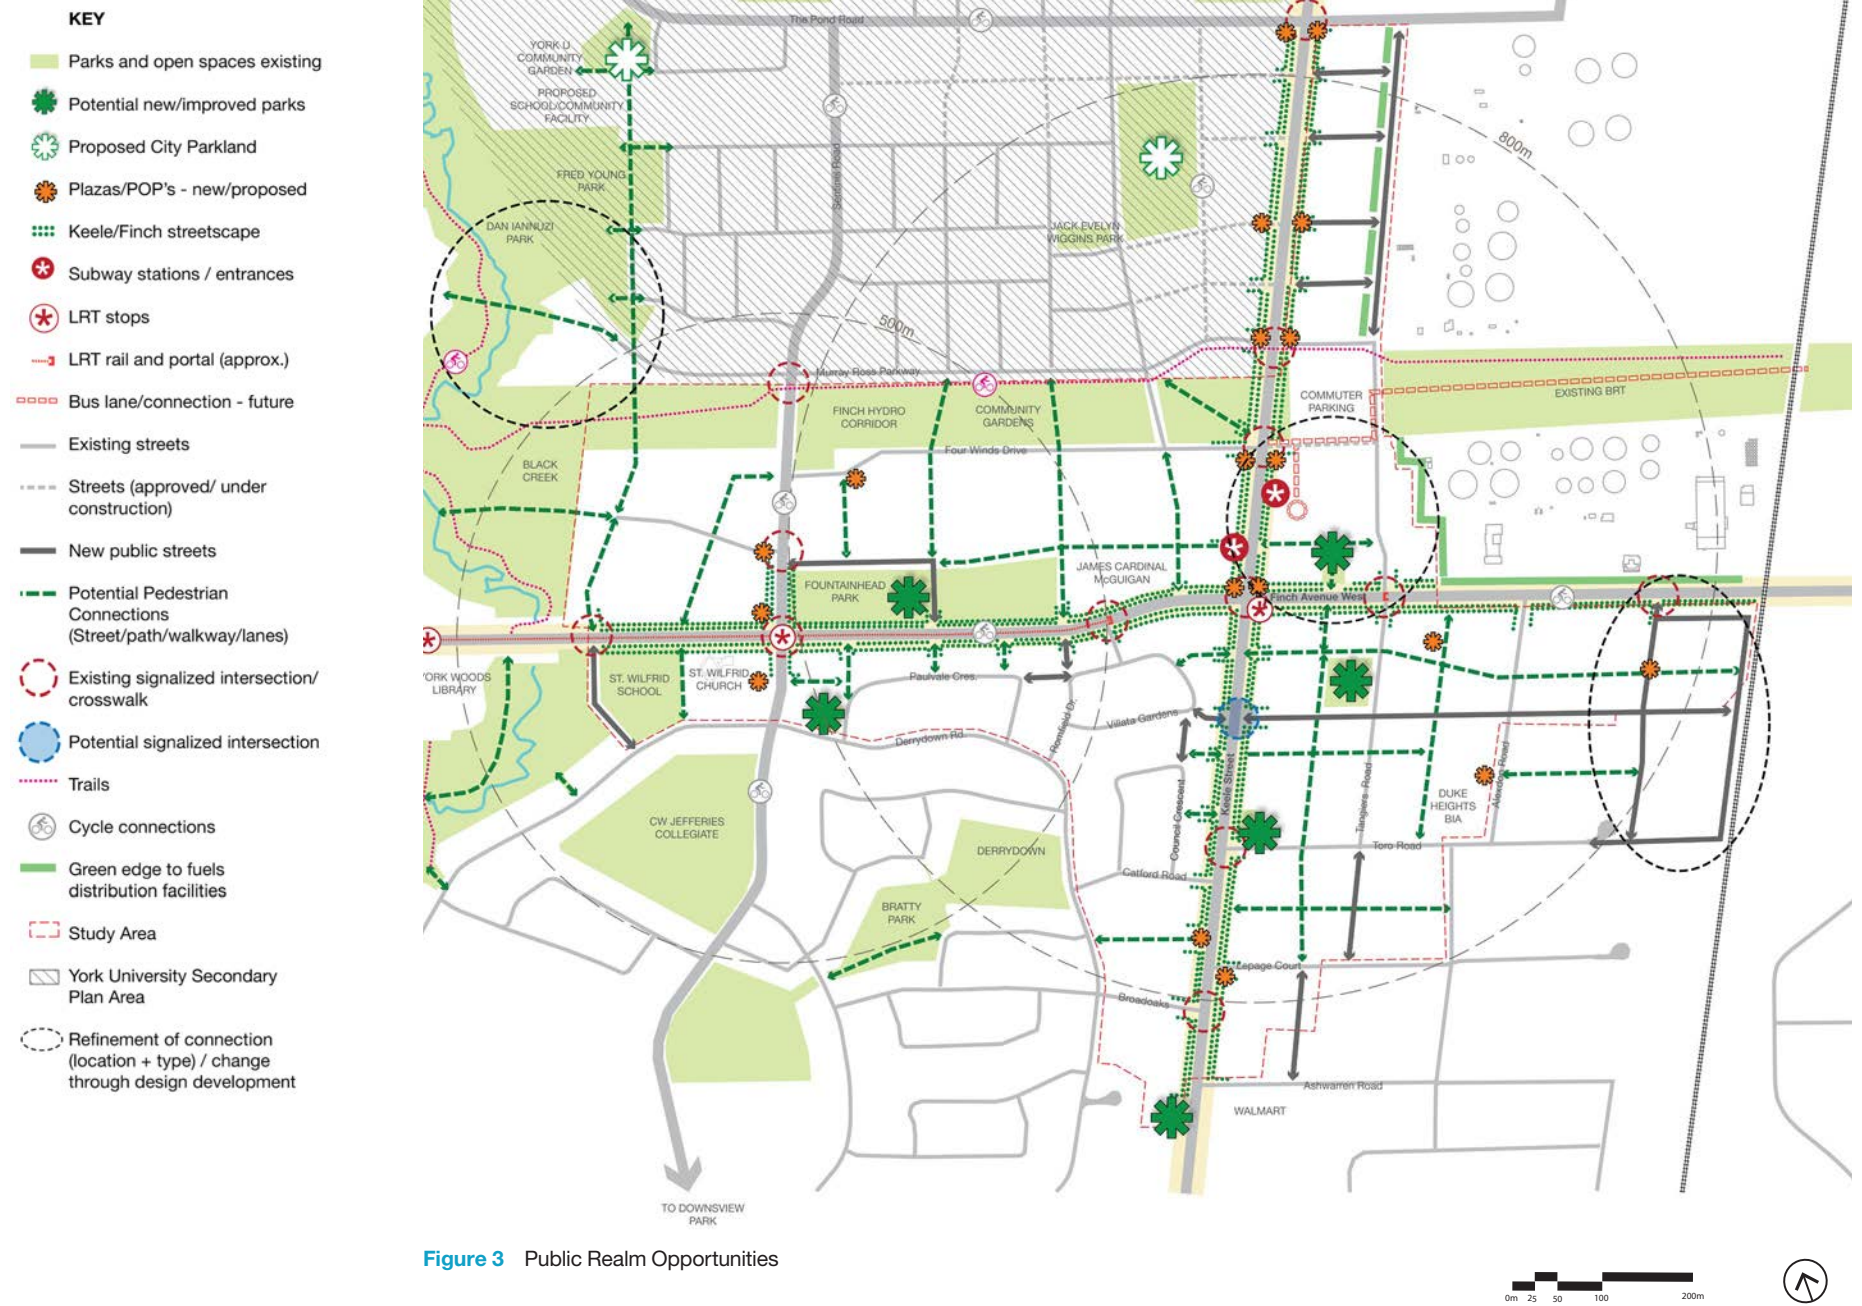 KEY
Parks and open spaces existing
Potential new/improved parks
Proposed City Parkland
Plazas/POP's - new/proposed
Keele/Finch streetscape
Subway stations / entrances
LRT stops
LRT rail and portal (approx.)
Bus lane/connection - future
Existing streets
Streets (approved/ under
construction)
New public streets
Potential Pedestrian
Connections
(Street/path/walkway/lanes)
Existing signalized intersection/
crosswalk
Potential signalized intersection
Trails
Cycle connections
Green edge to fuels
distribution facilities
Study Area
York University Secondary
Plan Area
Refinement of connection
(location + type) / change
through design development
The Pond Road
YORK U
COMMUNITY
GARDEN
PROPOSED
SCHOOL/COMMUNITY
FACILITY
Sentinel Road
FRED YOUNG
PARK
DAN IANNUZI
PARK
JACK EVELYN
WIGGINS PARK
800m
500m
Murray Ross Parkway
FINCH HYDRO
CORRIDOR
COMMUNITY
GARDENS
COMMUTER
PARKING
EXISTING BRT
Four Winds Drive
BLACK
CREEK
FOUNTAINHEAD
PARK
JAMES CARDINAL
McGUIGAN
Finch Avenue West
YORK WOODS
LIBRARY
ST. WILFRID
SCHOOL
ST. WILFRID
CHURCH
Paulvale Cres.
Romfield Dr.
Villata Gardens
Derrydown Rd.
Keele Street
Council Crescent
Tangiers Road
Alexdon Road
DUKE
HEIGHTS
BIA
CW JEFFERIES
COLLEGIATE
DERRYDOWN
Toro Road
Catford Road
BRATTY
PARK
Lepage Court
Broadoaks
Ashwarren Road
WALMART
TO DOWNSVIEW
PARK
Figure 3 Public Realm Opportunities
0m 25 50 100 200m